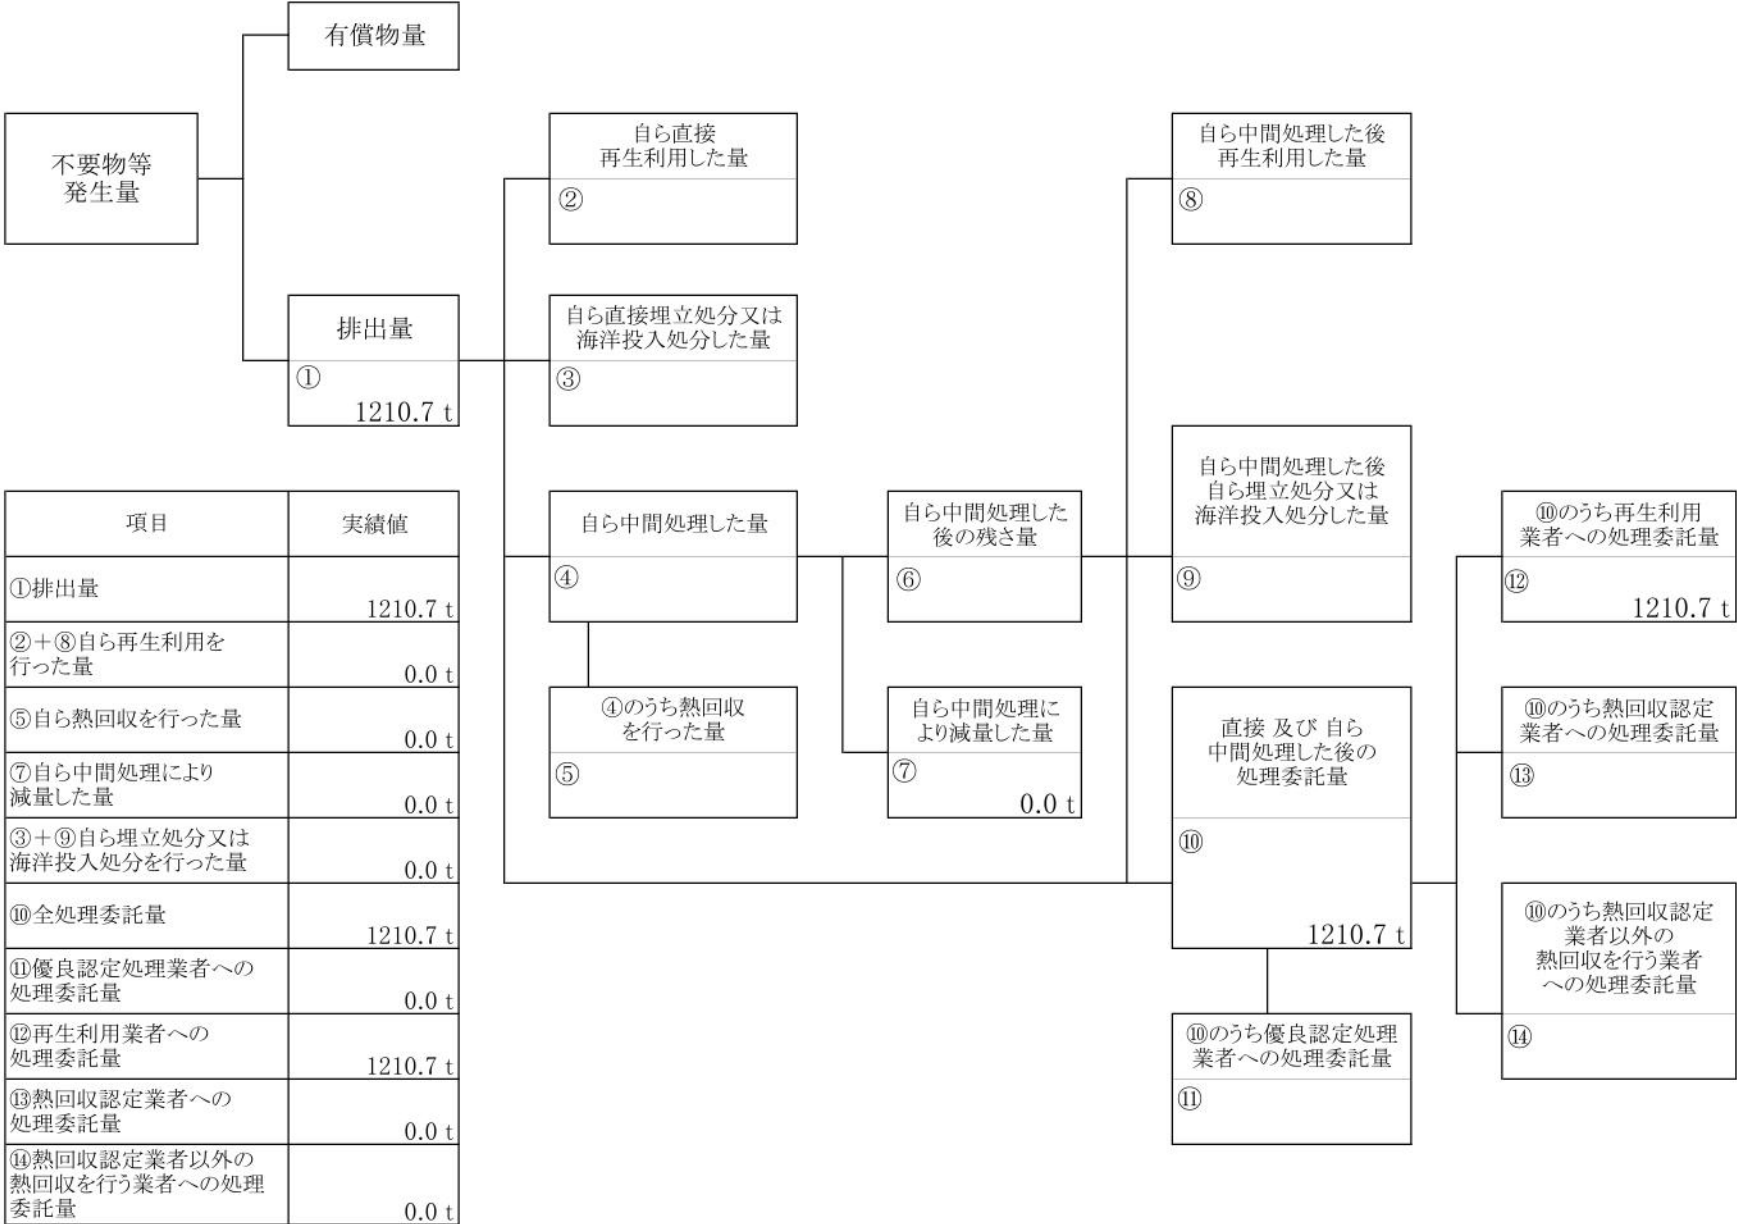 有償物量
不要物等
発生量
排出量
①
1210.7 t
自ら直接
再生利用した量
②
自ら直接埋立処分又は
海洋投入処分した量
③
自ら中間処理した量
④
④のうち熱回収
を行った量
⑤
自ら中間処理した
後の残さ量
⑥
自ら中間処理に
より減量した量
⑦
0.0 t
自ら中間処理した後
再生利用した量
⑧
自ら中間処理した後
自ら埋立処分又は
海洋投入処分した量
⑨
直接 及び 自ら
中間処理した後の
処理委託量
⑩
1210.7 t
⑩のうち優良認定処理
業者への処理委託量
⑪
⑩のうち再生利用
業者への処理委託量
⑫
1210.7 t
⑩のうち熱回収認定
業者への処理委託量
⑬
⑩のうち熱回収認定
業者以外の
熱回収を行う業者
への処理委託量
⑭
項目 実績値
①排出量
1210.7 t
②+⑧自ら再生利用を
行った量
0.0 t
⑤自ら熱回収を行った量
0.0 t
⑦自ら中間処理により
減量した量
0.0 t
③+⑨自ら埋立処分又は
海洋投入処分を行った量
0.0 t
⑩全処理委託量
1210.7 t
⑪優良認定処理業者への
処理委託量
0.0 t
⑫再生利用業者への
処理委託量
1210.7 t
⑬熱回収認定業者への
処理委託量
0.0 t
⑭熱回収認定業者以外の
熱回収を行う業者への処理
委託量
0.0 t